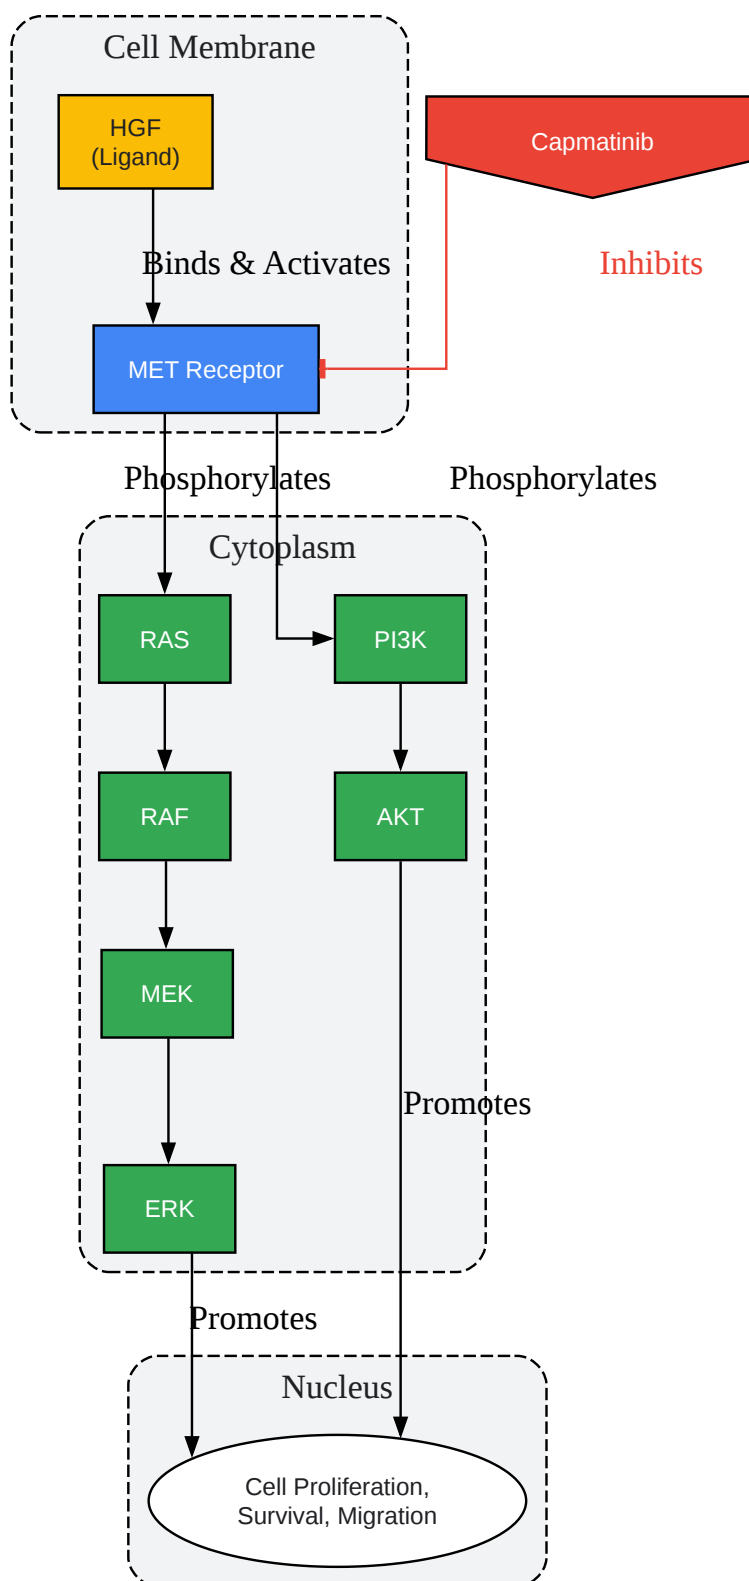 Cell Membrane
HGF
(Ligand)
Capmatinib
Binds & Activates
Inhibits
MET Receptor
Phosphorylates
Phosphorylates
Cytoplasm
RAS
PI3K
RAF
AKT
MEK
Promotes
ERK
Promotes
Nucleus
Cell Proliferation,
Survival, Migration